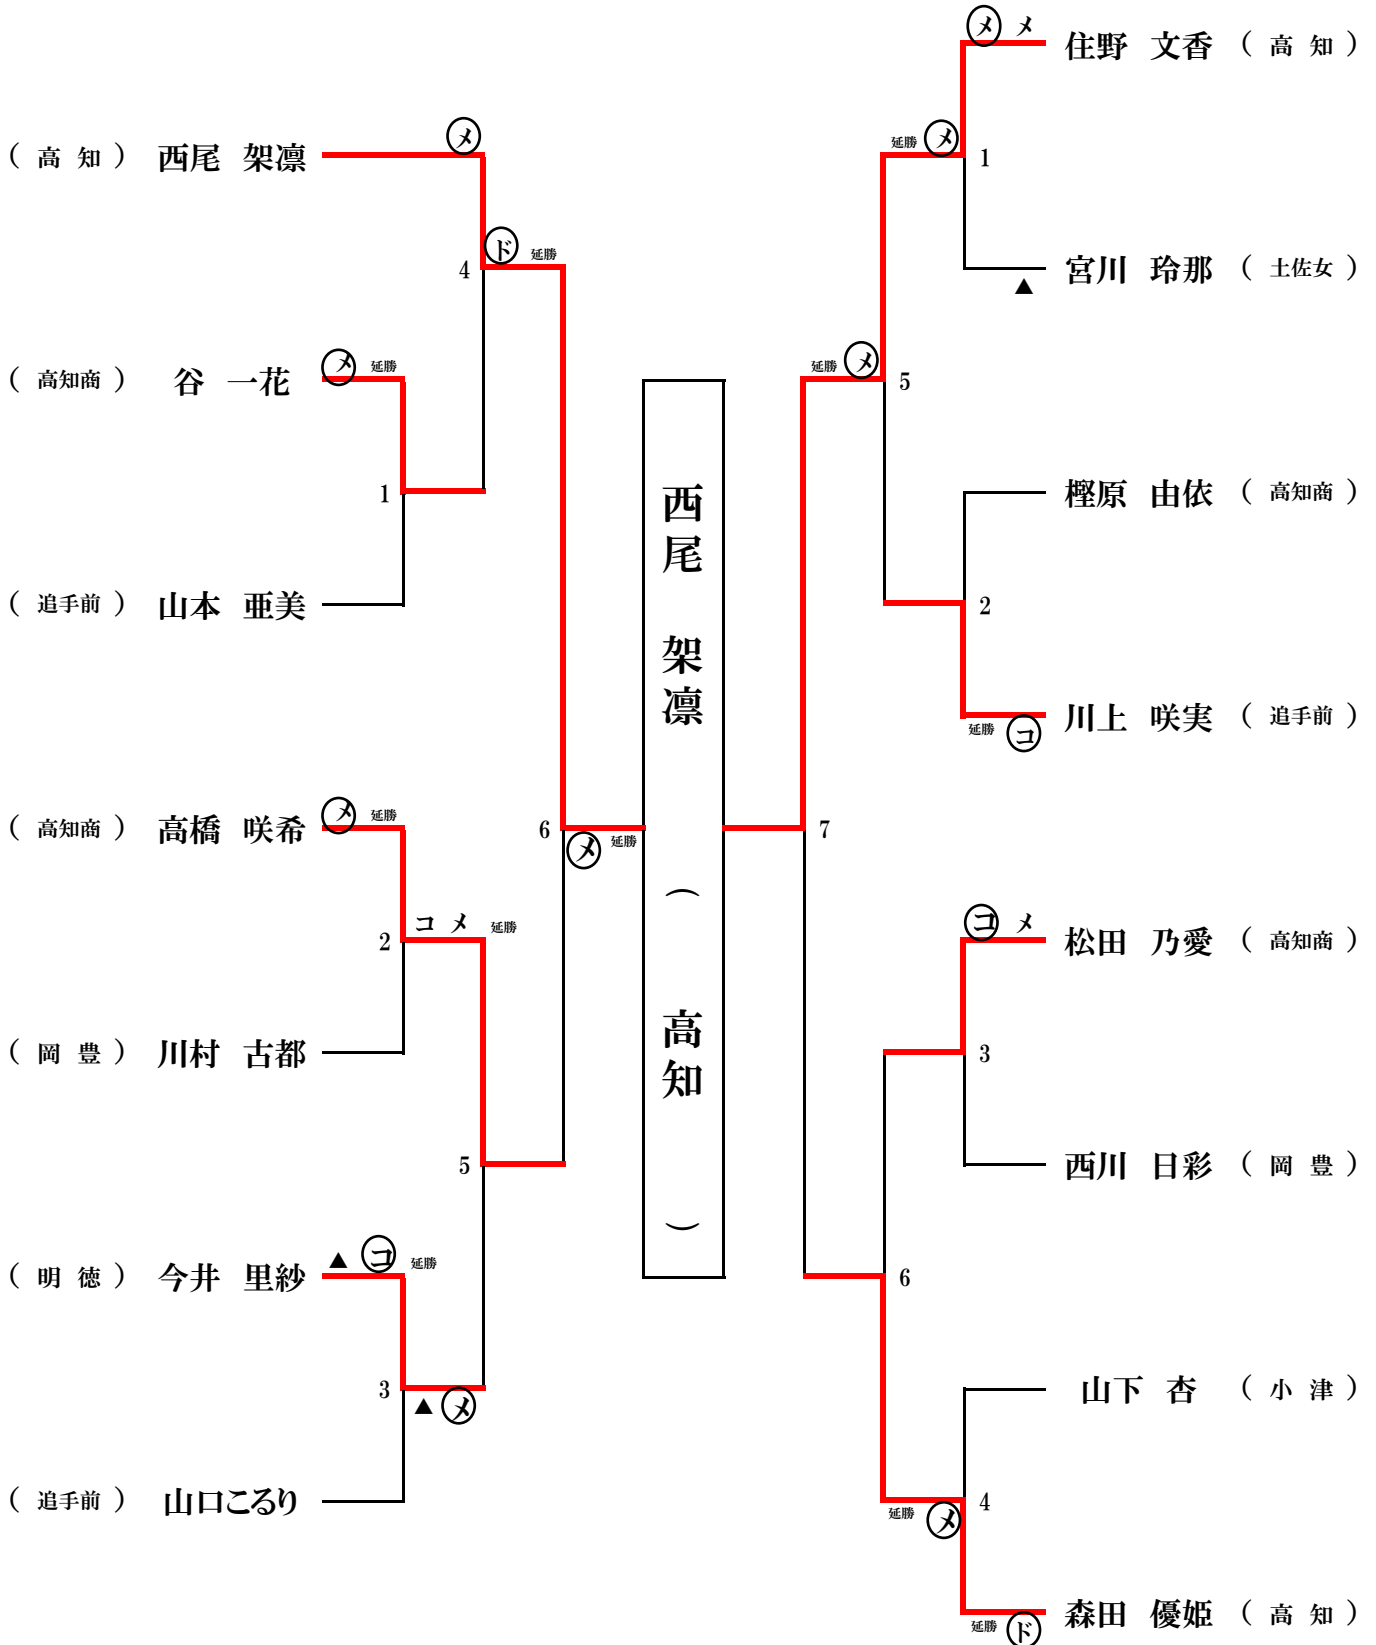 （ 高 知 ） 西尾 架凛
メ
ド 延勝
4
（ 高知商 ） 谷 一花
メ 延勝
1
（ 追手前 ） 山本 亜美
（ 高知商 ） 高橋 咲希
メ 延勝
コ メ 延勝
2
（ 岡 豊 ） 川村 古都
5
（ 明 徳 ） 今井 里紗
▲ コ 延勝
3
▲ メ
（ 追手前 ） 山口こるり
6
メ 延勝
西尾 架凛 （ 高知 ）
7
メ メ
住野 文香 （ 高 知 ）
延勝 メ
1
宮川 玲那 （ 土佐女 ）
▲
延勝 メ
5
樫原 由依 （ 高知商 ）
2
川上 咲実 （ 追手前 ）
延勝 コ
コ メ
松田 乃愛 （ 高知商 ）
3
西川 日彩 （ 岡 豊 ）
6
山下 杏 （ 小 津 ）
4
延勝 メ
森田 優姫 （ 高 知 ）
延勝 ド